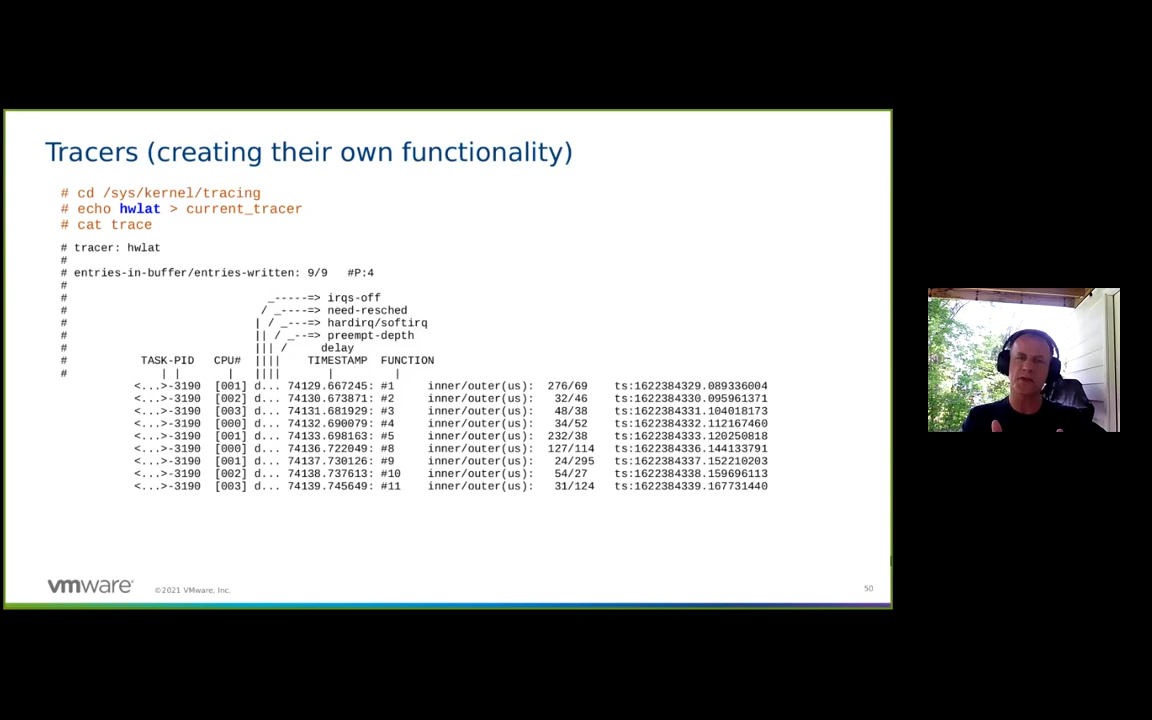 Tracers (creating their own functionality)
# cd /sys/kernel/tracing
# echo hwlat > current_tracer
# cat trace
# tracer: hwlat
#
# entries-in-buffer/entries-written: 9/9   #P:4
#
#                              _-----=> irqs-off
#                             / _----=> need-resched
#                            | / _---=> hardirq/softirq
#                            || / _--=> preempt-depth
#                            ||| /     delay
#           TASK-PID   CPU#  ||||    TIMESTAMP  FUNCTION
#              | |       |   ||||       |         |
           <...>-3190  [001] d... 74129.667245: #1     inner/outer(us):  276/69    ts:1622384329.089336004
           <...>-3190  [002] d... 74130.673871: #2     inner/outer(us):   32/46    ts:1622384330.095961371
           <...>-3190  [003] d... 74131.681929: #3     inner/outer(us):   48/38    ts:1622384331.104018173
           <...>-3190  [000] d... 74132.690079: #4     inner/outer(us):   34/52    ts:1622384332.112167460
           <...>-3190  [001] d... 74133.698163: #5     inner/outer(us):  232/38    ts:1622384333.120250818
           <...>-3190  [000] d... 74136.722049: #8     inner/outer(us):  127/114   ts:1622384336.144133791
           <...>-3190  [001] d... 74137.730126: #9     inner/outer(us):   24/295   ts:1622384337.152210203
           <...>-3190  [002] d... 74138.737613: #10    inner/outer(us):   54/27    ts:1622384338.159696113
           <...>-3190  [003] d... 74139.745649: #11    inner/outer(us):   31/124   ts:1622384339.167731440
vmware®
©2021 VMware, Inc.
50